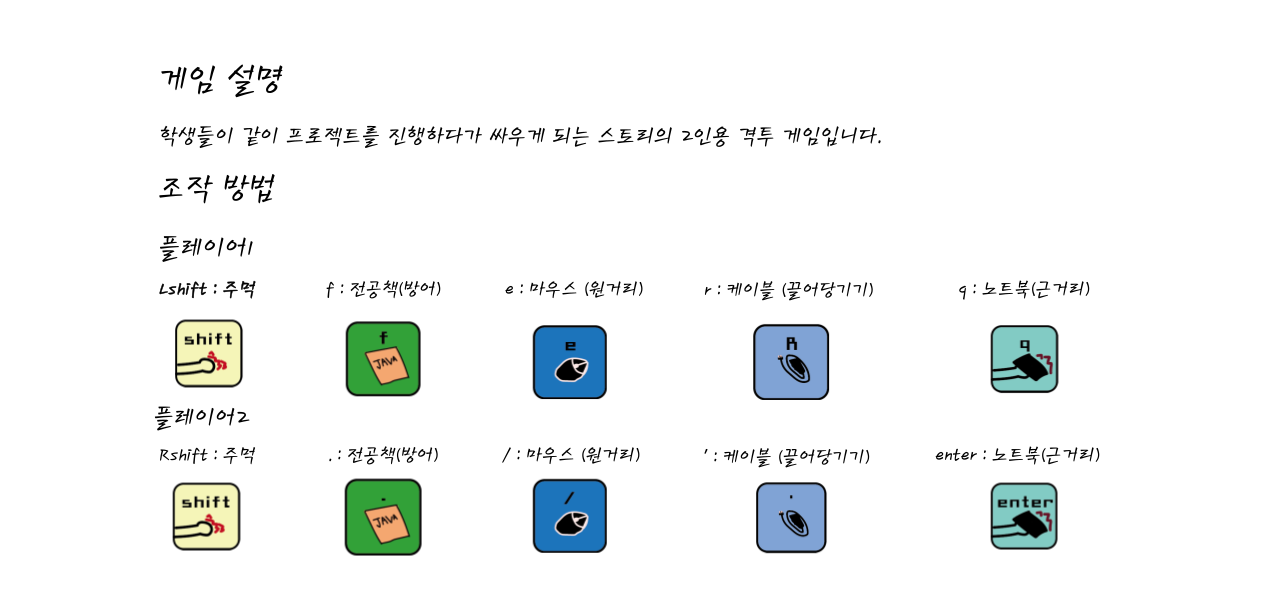 게임 설명
학생들이 같이 프로젝트를 진행하다가 싸우게 되는 스토리의 2인용 격투 게임입니다.
조작 방법
플레이어1
Lshift : 주먹 f : 전공책(방어) e : 마우스 (원거리) r : 케이블 (끌어당기기) q : 노트북(근거리)
shift f e R q
JAVA
플레이어2
Rshift : 주먹 . : 전공책(방어) / : 마우스 (원거리) ' : 케이블 (끌어당기기) enter : 노트북(근거리)
shift . / ' enter
JAVA